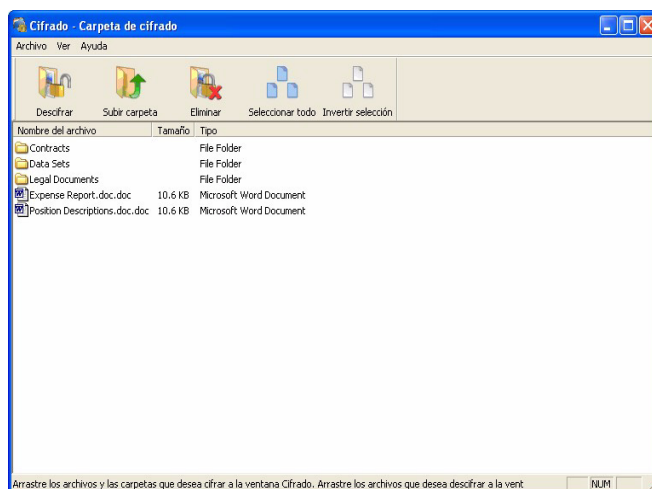 Cifrado - Carpeta de cifrado
Archivo Ver Ayuda
Descifrar Subir carpeta Eliminar Seleccionar todo Invertir selección
Nombre del archivo Tamaño Tipo
Contracts File Folder
Data Sets File Folder
Legal Documents File Folder
Expense Report.doc.doc 10.6 KB Microsoft Word Document
Position Descriptions.doc.doc 10.6 KB Microsoft Word Document
Arrastre los archivos y las carpetas que desea cifrar a la ventana Cifrado. Arrastre los archivos que desea descifrar a la vent NUM